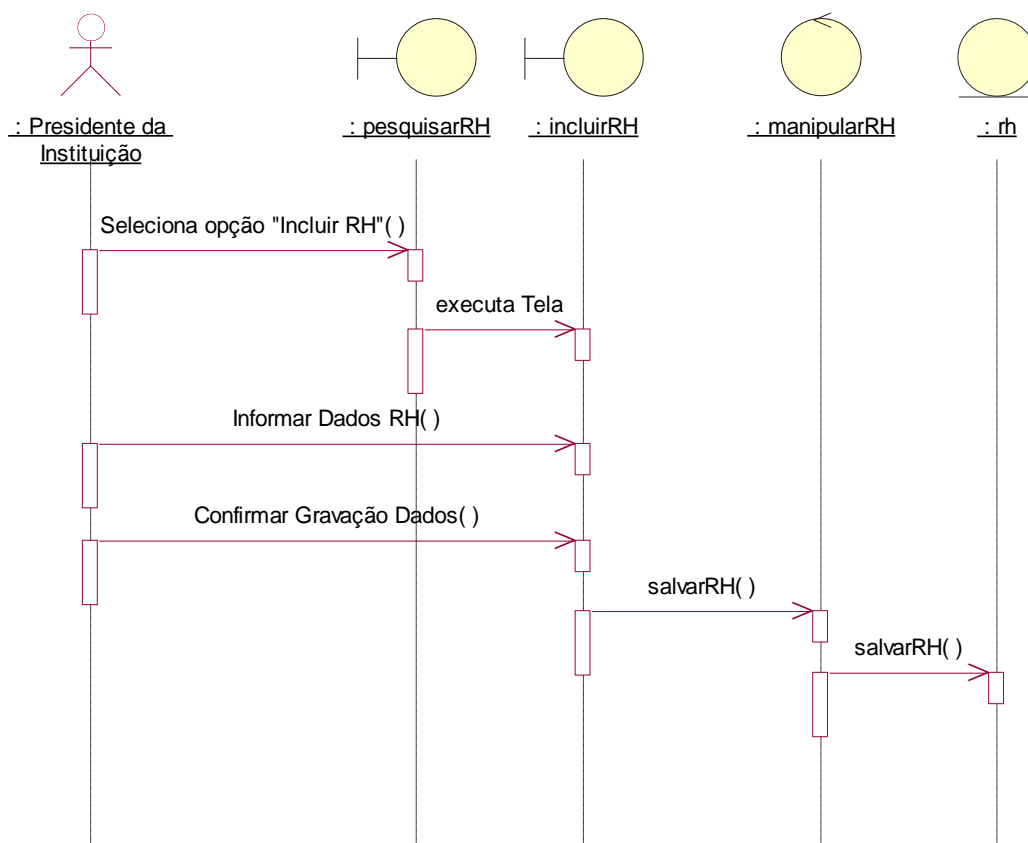 : Presidente da
Instituição
: pesquisarRH
: incluirRH
: manipularRH
: rh
Seleciona opção "Incluir RH"( )
executa Tela
Informar Dados RH( )
Confirmar Gravação Dados( )
salvarRH( )
salvarRH( )